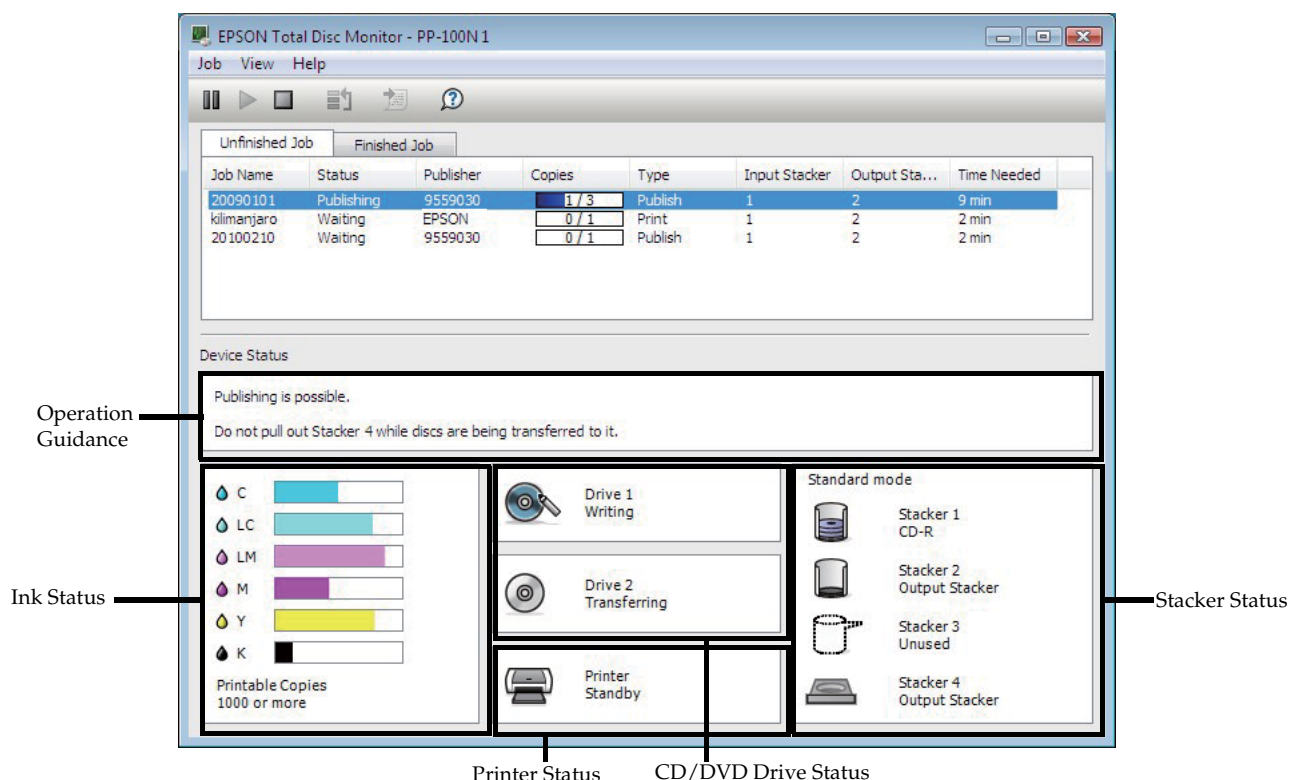 EPSON Total Disc Monitor - PP-100N 1
Job View Help
Unfinished Job Finished Job
Job Name Status Publisher Copies Type Input Stacker Output Sta... Time Needed
20090101 Publishing 9559030 1 / 3 Publish 1 2 9 min
kilimanjaro Waiting EPSON 0 / 1 Print 1 2 2 min
20100210 Waiting 9559030 0 / 1 Publish 1 2 2 min
Device Status
Operation
Guidance
Publishing is possible.
Do not pull out Stacker 4 while discs are being transferred to it.
Ink Status
C
LC
LM
M
Y
K
Printable Copies
1000 or more
Drive 1
Writing
Drive 2
Transferring
Printer
Standby
Standard mode
Stacker 1
CD-R
Stacker 2
Output Stacker
Stacker 3
Unused
Stacker 4
Output Stacker
Stacker Status
Printer Status
CD/DVD Drive Status